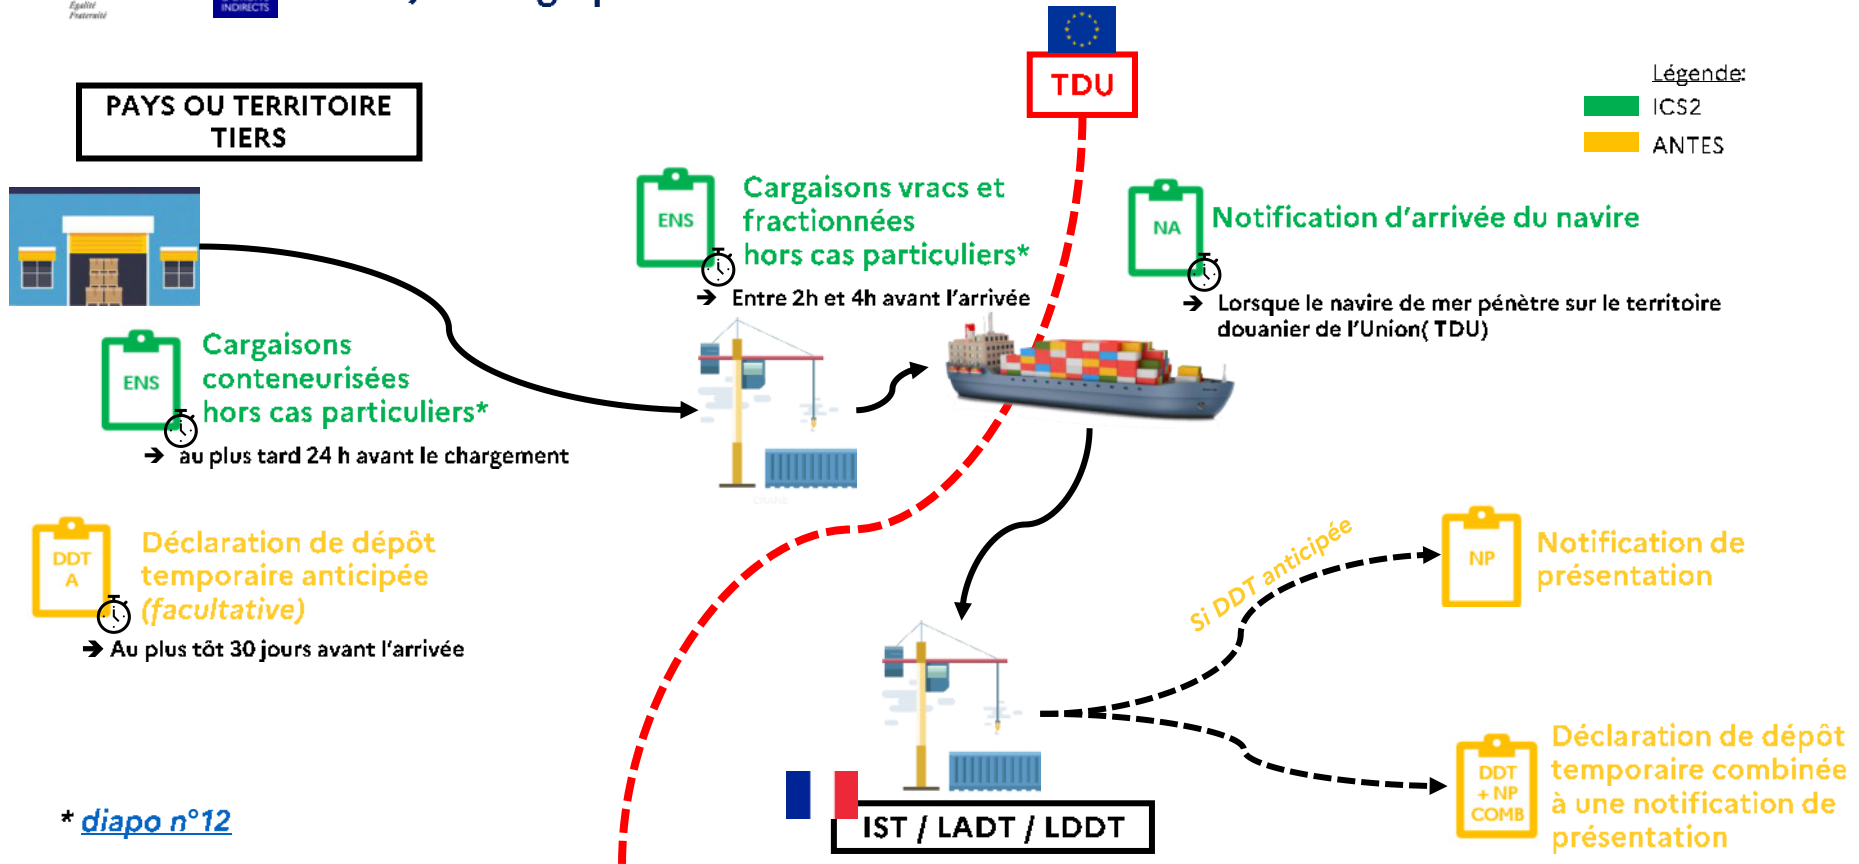 Égalité
Fraternité
INDIRECTS
TDU
Légende:
ICS2
ANTES
PAYS OU TERRITOIRE
TIERS
ENS
Cargaisons vracs et
fractionnées
hors cas particuliers*
➔ Entre 2h et 4h avant l’arrivée
NA
Notification d’arrivée du navire
➔ Lorsque le navire de mer pénètre sur le territoire
douanier de l’Union( TDU)
ENS
Cargaisons
conteneurisées
hors cas particuliers*
➔ au plus tard 24 h avant le chargement
DDT
A
Déclaration de dépôt
temporaire anticipée
(facultative)
➔ Au plus tôt 30 jours avant l’arrivée
Si DDT anticipée
NP
Notification de
présentation
DDT
+ NP
COMB
Déclaration de dépôt
temporaire combinée
à une notification de
présentation
IST / LADT / LDDT
* diapo n°12